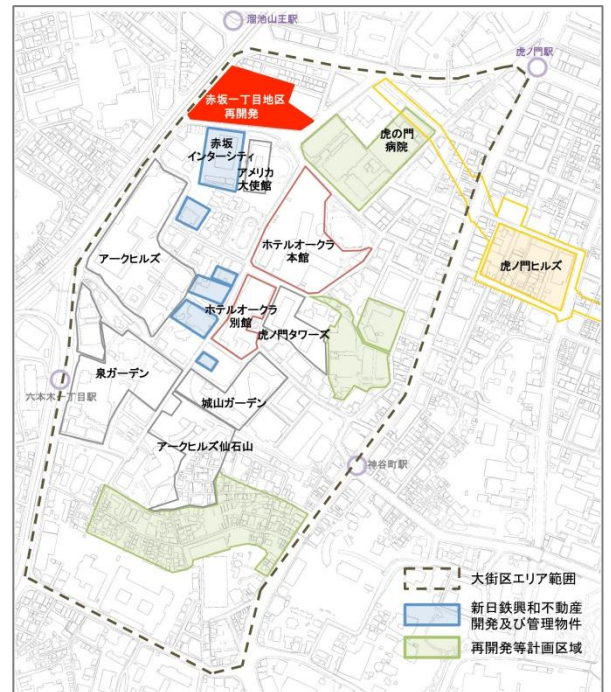 溜池山王駅
虎ノ門駅
赤坂一丁目地区
再開発
赤坂
インターシティ
アメリカ
大使館
虎の門
病院
アークヒルズ
ホテルオークラ
本館
虎ノ門ヒルズ
ホテルオークラ
別館
虎ノ門タワーズ
泉ガーデン
六本木一丁目駅
城山ガーデン
アークヒルズ仙石山
神谷町駅
大街区エリア範囲
新日鉄興和不動産
開発及び管理物件
再開発等計画区域